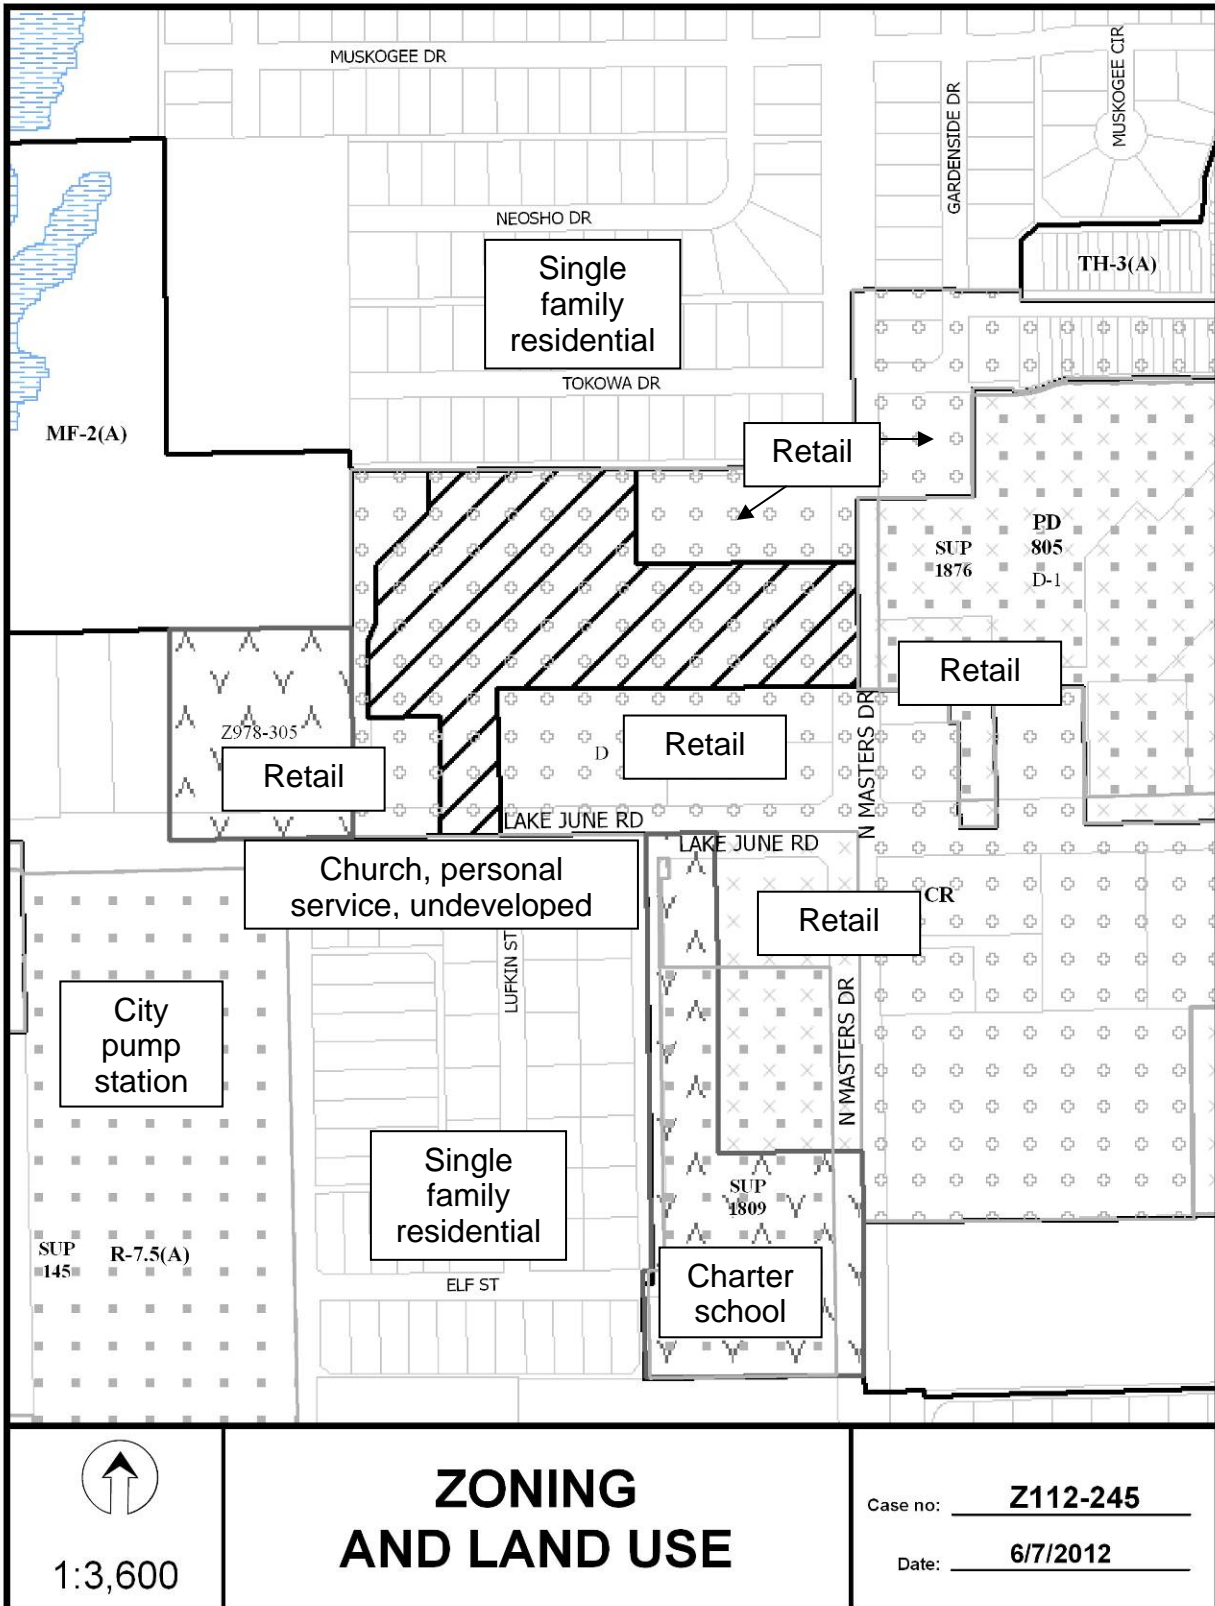 MUSKOGEE DR
MUSKOGEE CIR
GARDENSIDE DR
NEOSHO DR
Single
family
residential
TH-3(A)
TOKOWA DR
MF-2(A)
Retail
PD
805
D-1
SUP
1876
Retail
Z978-305
Retail
D
Retail
N MASTERS DR
LAKE JUNE RD
LAKE JUNE RD
Church, personal
service, undeveloped
Retail
CR
LUFKIN ST
City
pump
station
N MASTERS DR
Single
family
residential
SUP
1809
SUP
145
R-7.5(A)
ELF ST
Charter
school
1:3,600
ZONING
AND LAND USE
Case no: Z112-245
Date: 6/7/2012